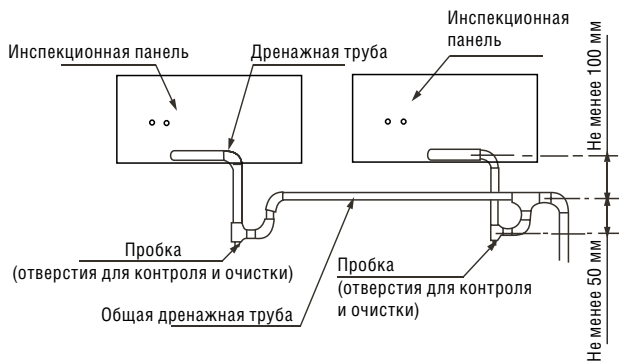 Инспекционная панель
Дренажная труба
Инспекционная
панель
Не менее 100 мм
Пробка
(отверстия для контроля и очистки)
Пробка
(отверстия для контроля
и очистки)
Общая дренажная труба
Не менее 50 мм